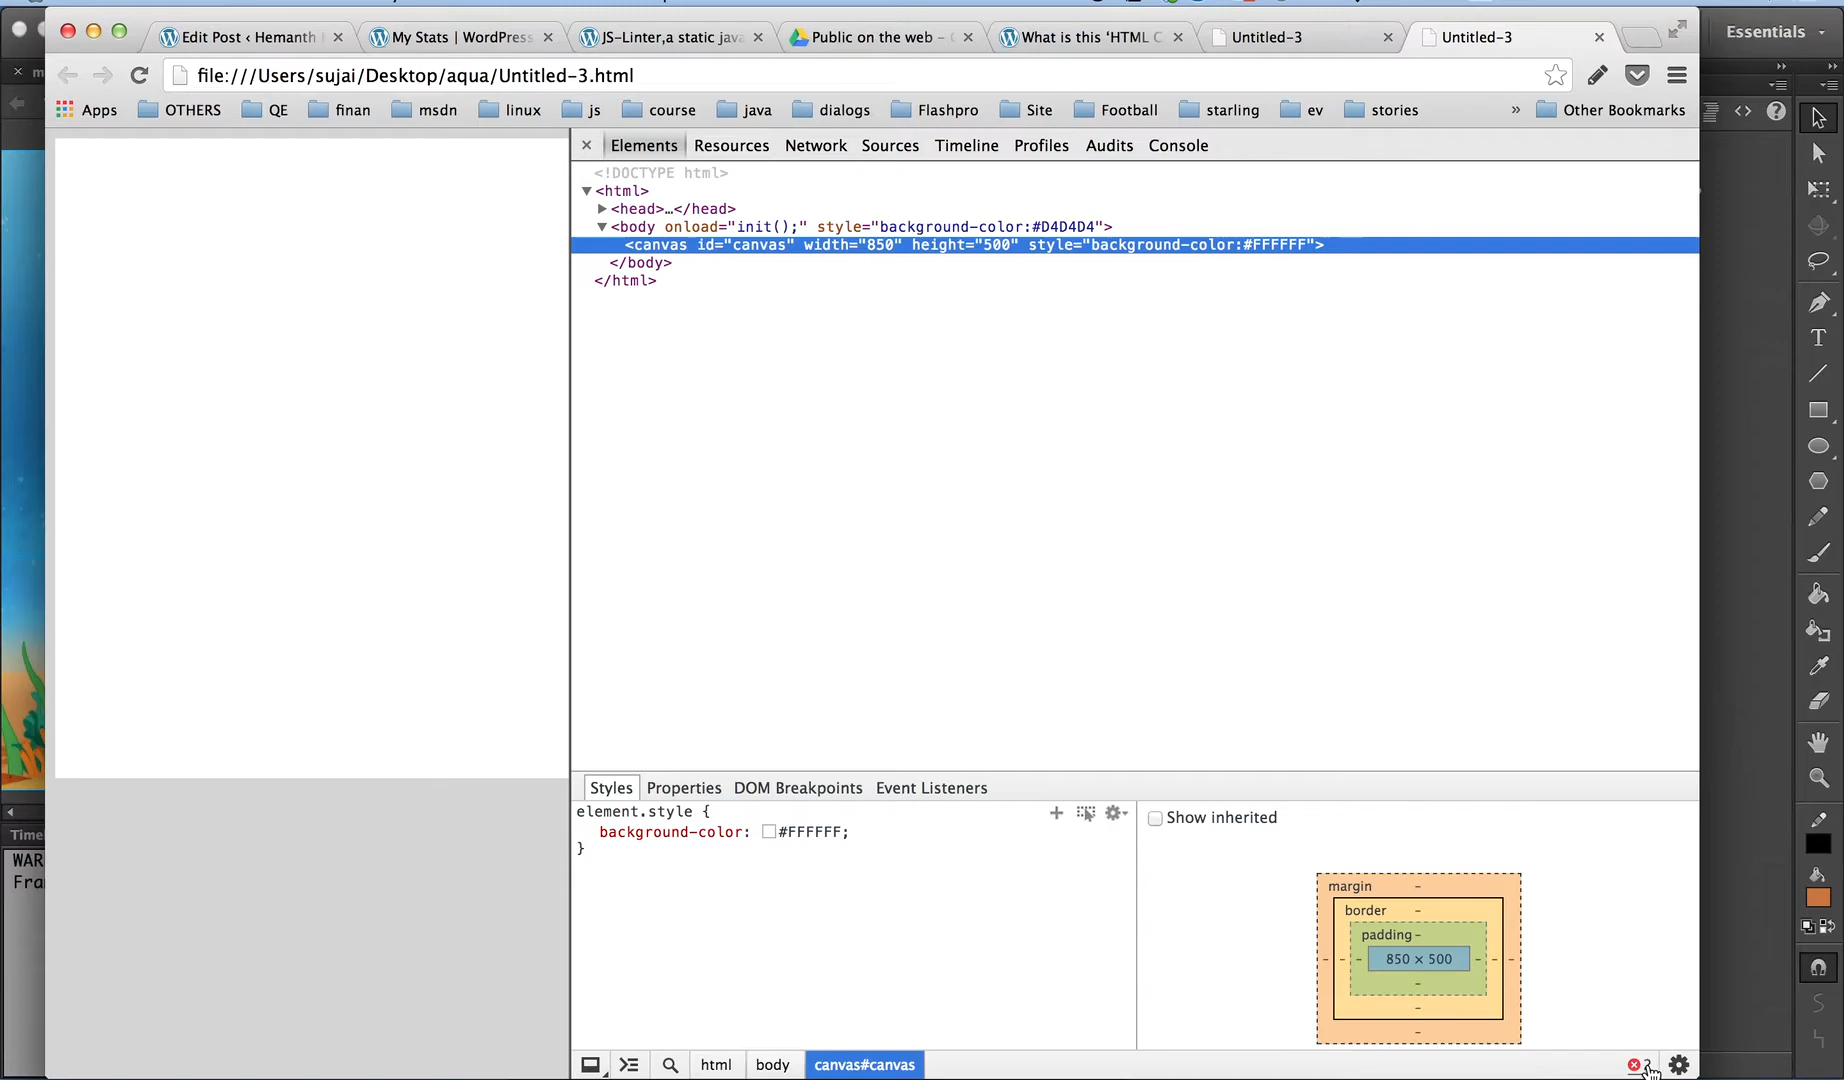 Essentials
Edit Post ‹ Hemanth
My Stats | WordPress
JS-Linter,a static java
Public on the web -
What is this ‘HTML C
Untitled-3
Untitled-3
file:///Users/sujai/Desktop/aqua/Untitled-3.html
Apps OTHERS QE finan msdn linux js course java dialogs Flashpro Site Football starling ev stories » Other Bookmarks
Elements Resources Network Sources Timeline Profiles Audits Console
<!DOCTYPE html>
<html>
<head>…</head>
<body onload="init();" style="background-color:#D4D4D4">
<canvas id="canvas" width="850" height="500" style="background-color:#FFFFFF">
</body>
</html>
Styles Properties DOM Breakpoints Event Listeners
element.style {
background-color: #FFFFFF;
}
Show inherited
margin -
border -
padding -
- - - 850 × 500 - - -
-
-
-
Time
WAR
Fra
html body canvas#canvas